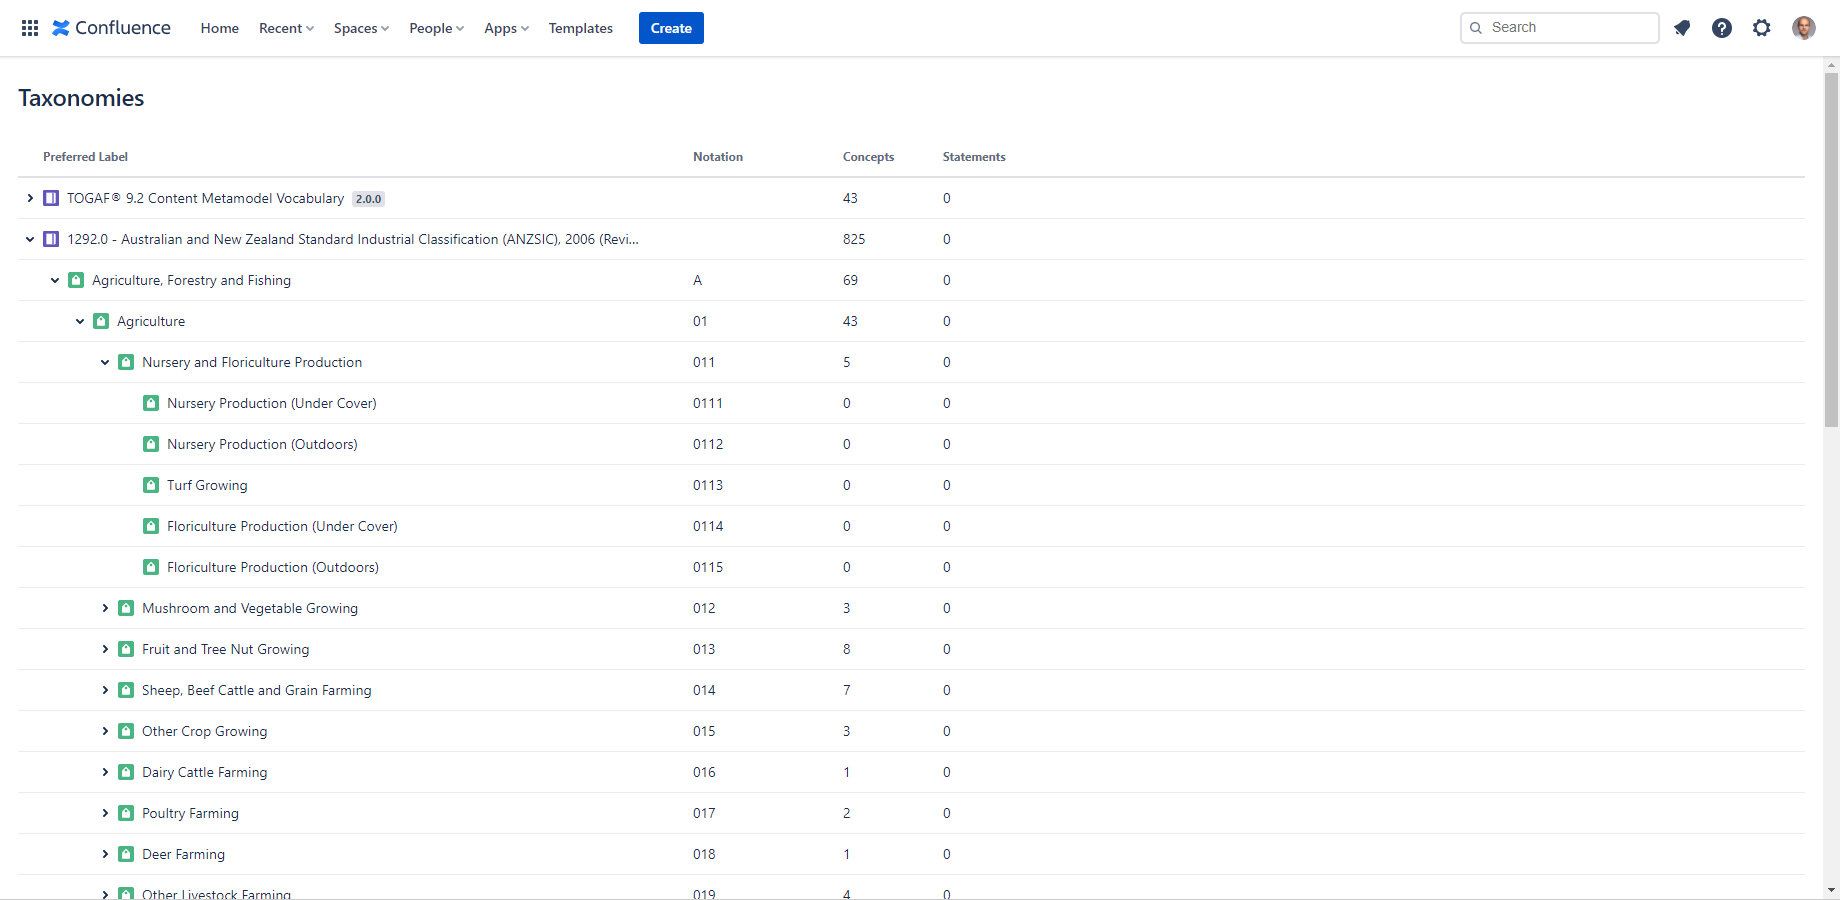 Confluence Home Recent Spaces People Apps Templates Create Search
Taxonomies
Preferred Label Notation Concepts Statements
TOGAF® 9.2 Content Metamodel Vocabulary 2.0.0 43 0
1292.0 - Australian and New Zealand Standard Industrial Classification (ANZSIC), 2006 (Revi... 825 0
Agriculture, Forestry and Fishing A 69 0
Agriculture 01 43 0
Nursery and Floriculture Production 011 5 0
Nursery Production (Under Cover) 0111 0 0
Nursery Production (Outdoors) 0112 0 0
Turf Growing 0113 0 0
Floriculture Production (Under Cover) 0114 0 0
Floriculture Production (Outdoors) 0115 0 0
Mushroom and Vegetable Growing 012 3 0
Fruit and Tree Nut Growing 013 8 0
Sheep, Beef Cattle and Grain Farming 014 7 0
Other Crop Growing 015 3 0
Dairy Cattle Farming 016 1 0
Poultry Farming 017 2 0
Deer Farming 018 1 0
Other Livestock Farming 019 4 0